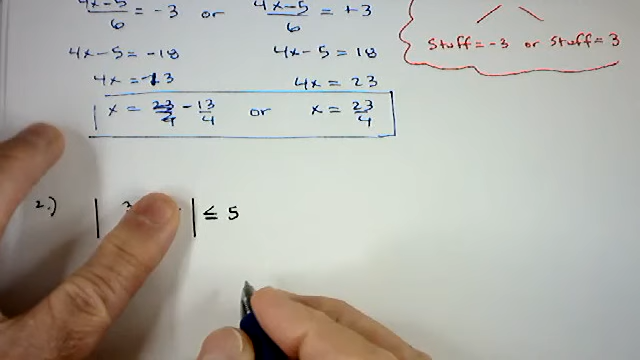 4x-5/6 = -3 or 4x-5/6 = +3
stuff = -3 or stuff = 3
4x-5 = -18 4x-5 = 18
4x = -13 4x = 23
x = -13/4 or x = 23/4
2.) | | ≤ 5